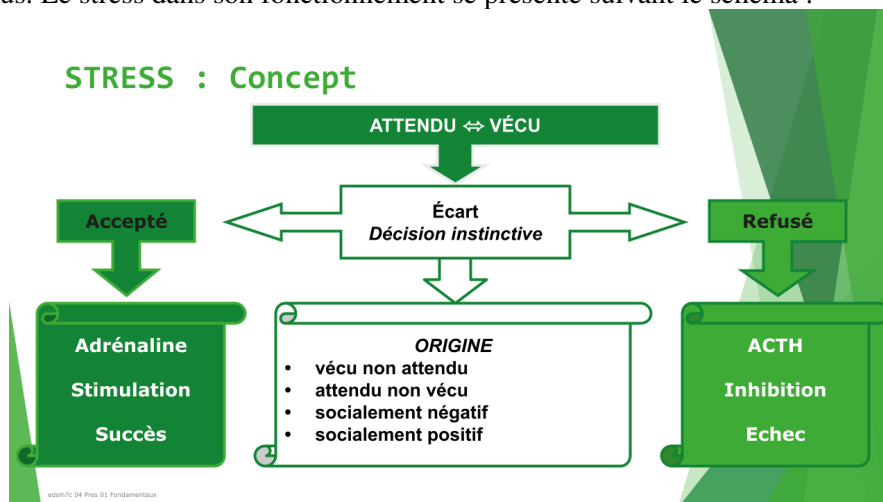 us. Le stress dans son fonctionnement se présente suivant le schéma :
STRESS : Concept
ATTENDU ⇔ VÉCU
Écart
Décision instinctive
Accepté
Refusé
Adrénaline
Stimulation
Succès
ORIGINE
• vécu non attendu
• attendu non vécu
• socialement négatif
• socialement positif
ACTH
Inhibition
Echec
edsm7c 04 Pres 01 Fondamentaux